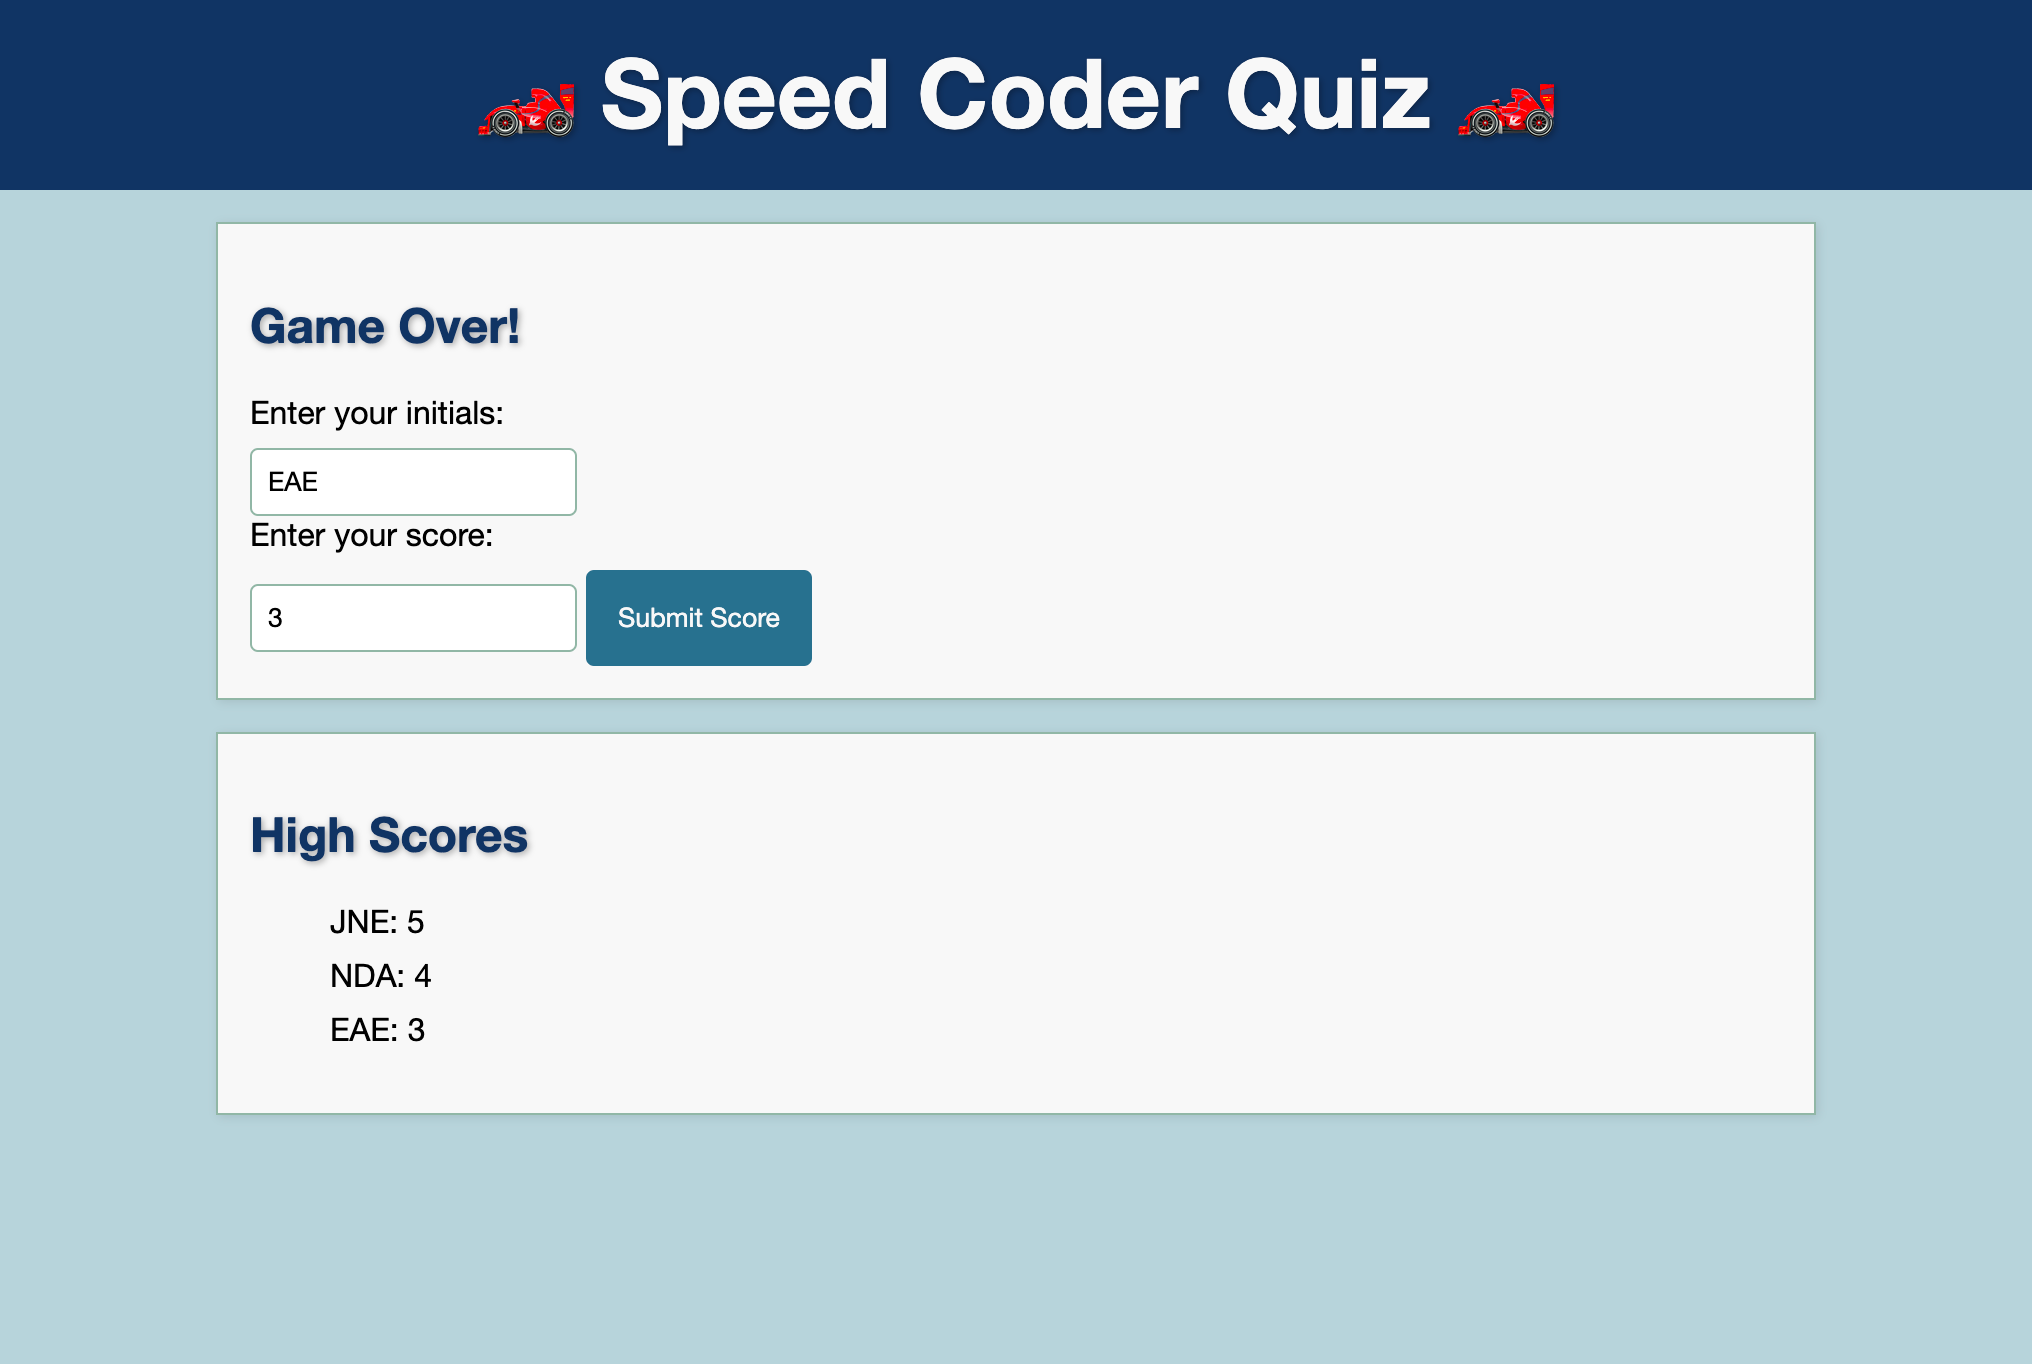 Speed Coder Quiz
Game Over!
Enter your initials:
EAE
Enter your score:
3 Submit Score
High Scores
JNE: 5
NDA: 4
EAE: 3